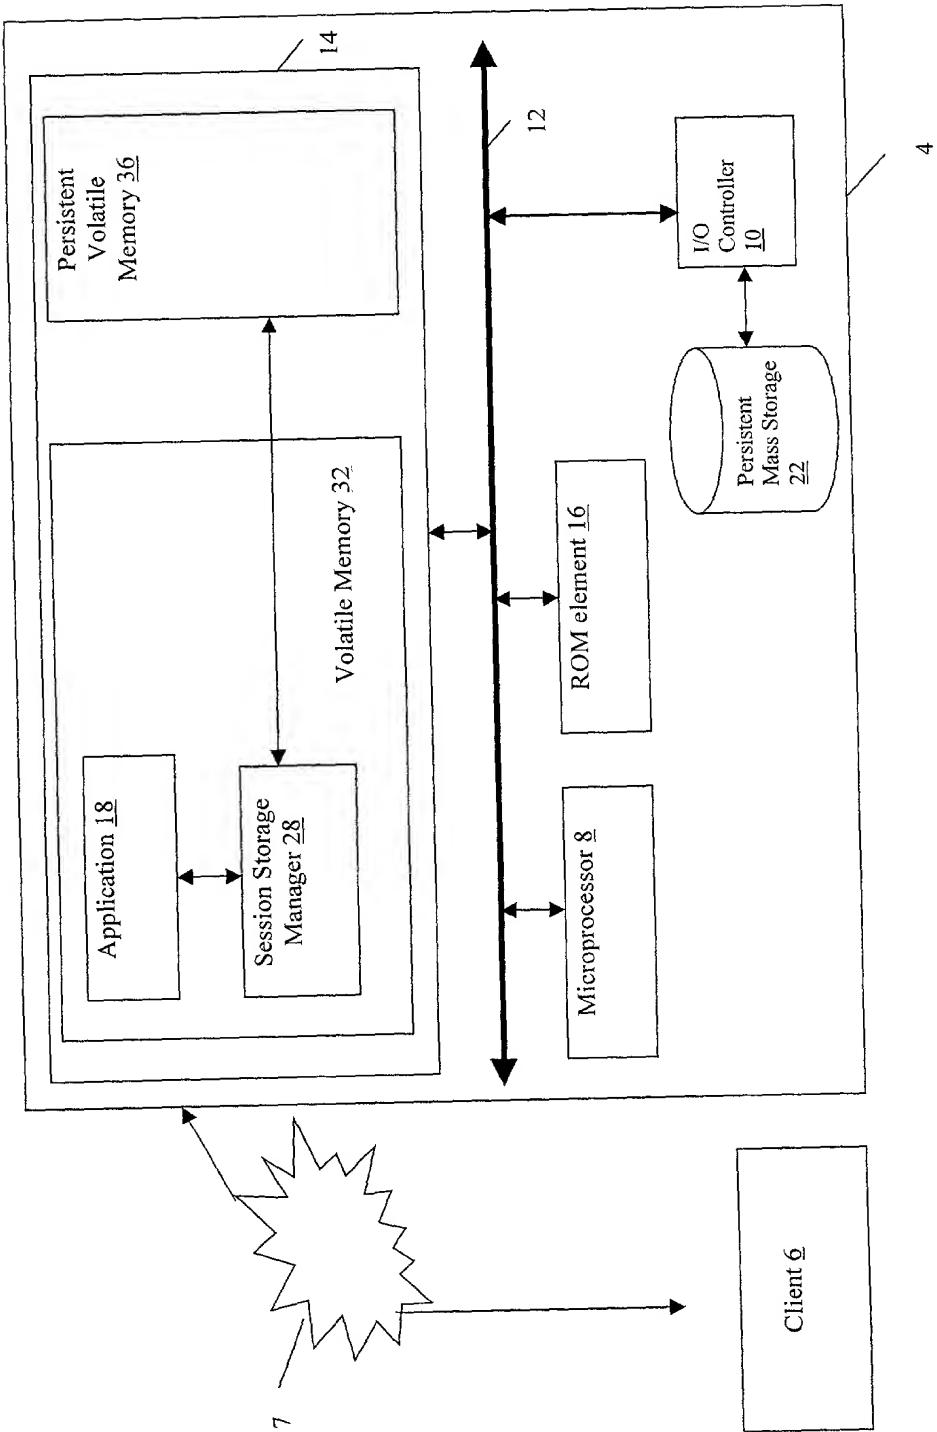 7
Client 6
Application 18
Session Storage
Manager 28
Volatile Memory 32
Persistent
Volatile
Memory 36
14
12
Microprocessor 8
ROM element 16
Persistent
Mass Storage
22
I/O
Controller
10
4